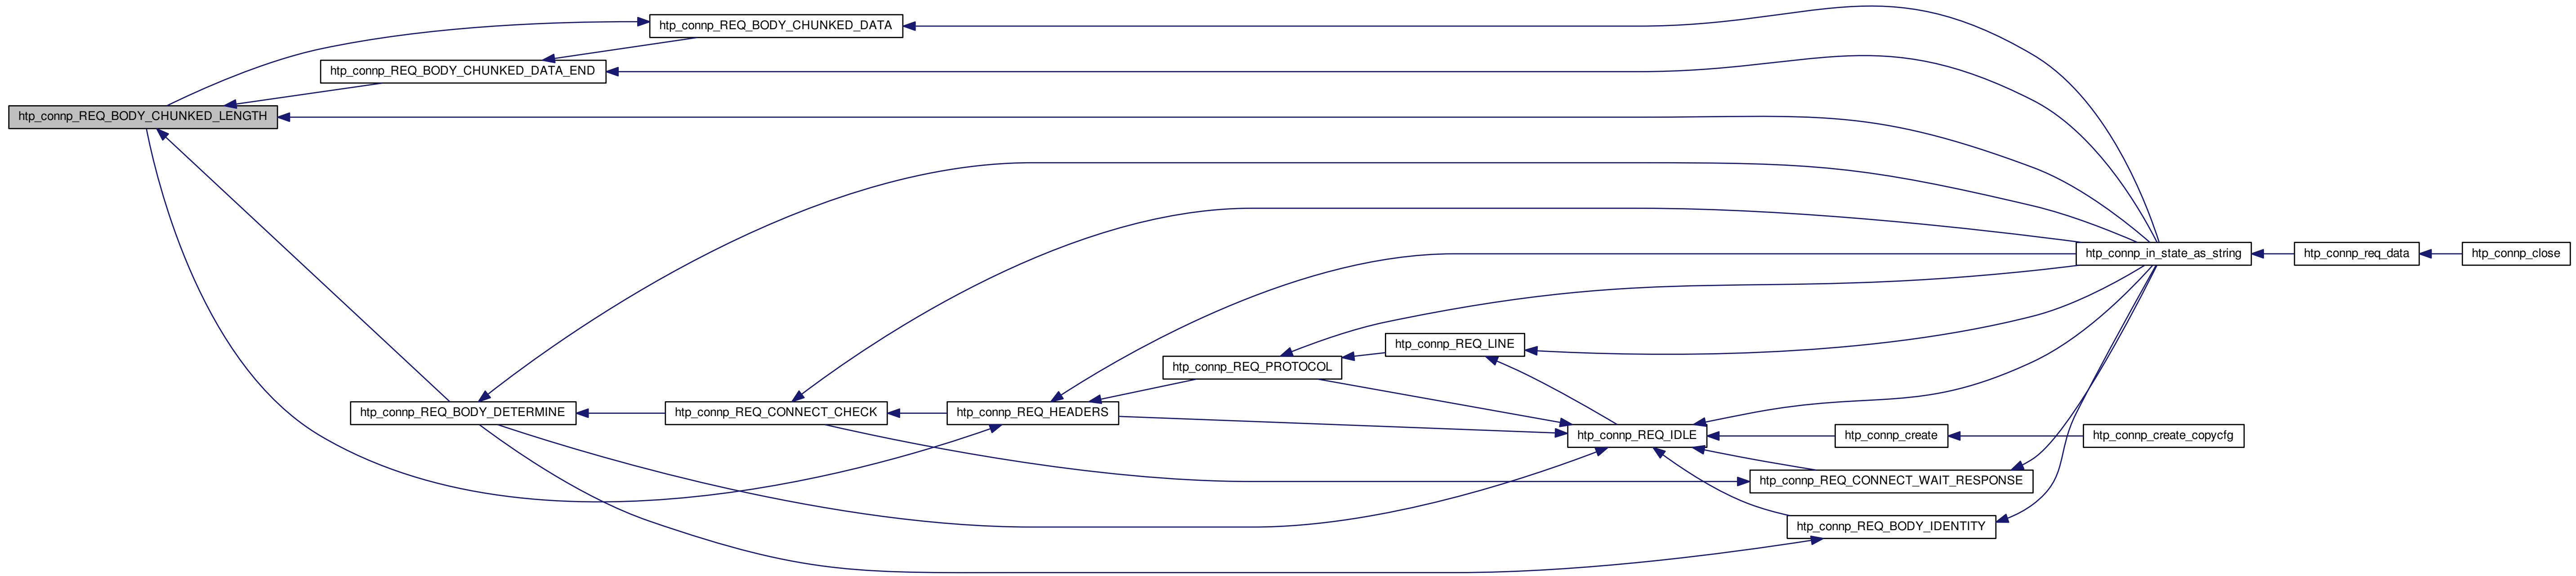 htp_connp_REQ_BODY_CHUNKED_DATA
htp_connp_REQ_BODY_CHUNKED_DATA_END
htp_connp_REQ_BODY_CHUNKED_LENGTH
htp_connp_in_state_as_string
htp_connp_req_data
htp_connp_close
htp_connp_REQ_LINE
htp_connp_REQ_PROTOCOL
htp_connp_REQ_BODY_DETERMINE
htp_connp_REQ_CONNECT_CHECK
htp_connp_REQ_HEADERS
htp_connp_REQ_IDLE
htp_connp_create
htp_connp_create_copycfg
htp_connp_REQ_CONNECT_WAIT_RESPONSE
htp_connp_REQ_BODY_IDENTITY